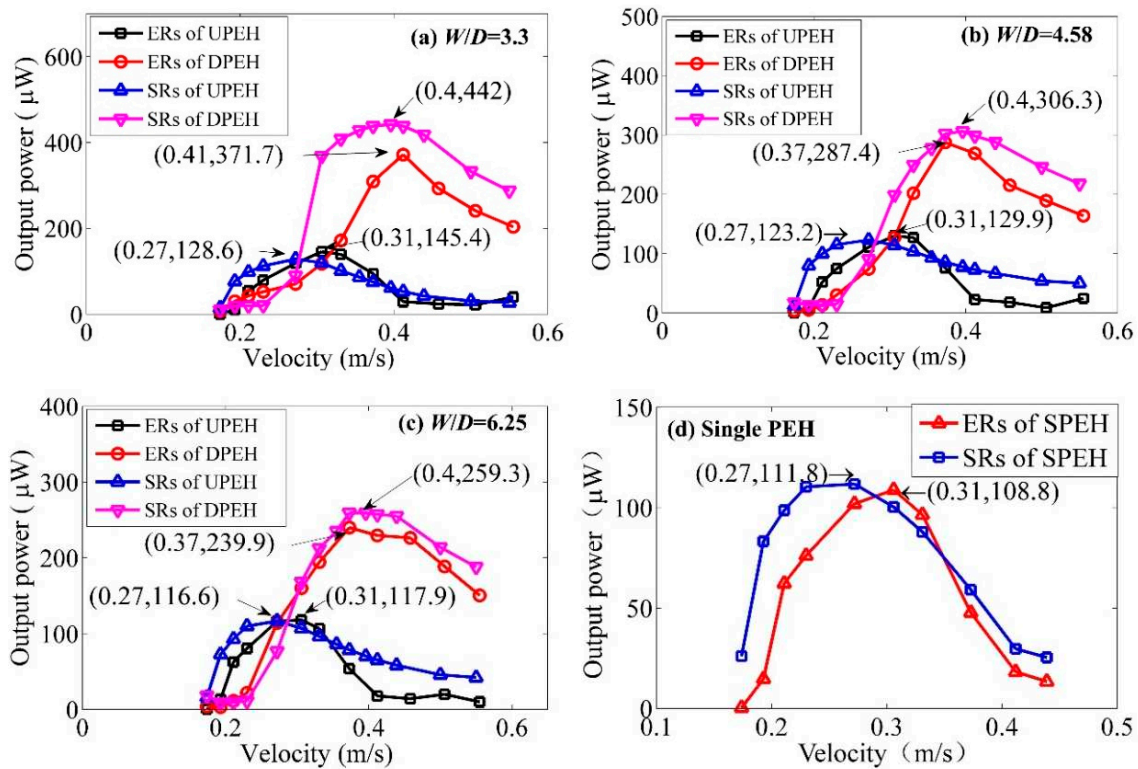 (a) W/D=3.3
ERs of UPEH
ERs of DPEH
SRs of UPEH
SRs of DPEH
(0.4,442)
(0.41,371.7)
(0.27,128.6)
(0.31,145.4)
Output power ( μW)
600
400
200
0
0
0.2
0.4
0.6
Velocity (m/s)
(b) W/D=4.58
ERs of UPEH
ERs of DPEH
SRs of UPEH
SRs of DPEH
(0.4,306.3)
(0.37,287.4)
(0.27,123.2)
(0.31,129.9)
Output power ( μW)
500
400
300
200
100
0
0
0.2
0.4
0.6
Velocity (m/s)
(c) W/D=6.25
ERs of UPEH
ERs of DPEH
SRs of UPEH
SRs of DPEH
(0.4,259.3)
(0.37,239.9)
(0.27,116.6)
(0.31,117.9)
Output power ( μW)
400
300
200
100
0
0
0.2
0.4
0.6
Velocity (m/s)
(d) Single PEH
ERs of SPEH
SRs of SPEH
(0.27,111.8)
(0.31,108.8)
Output power（μW）
150
100
50
0
0.1
0.2
0.3
0.4
0.5
Velocity（m/s）